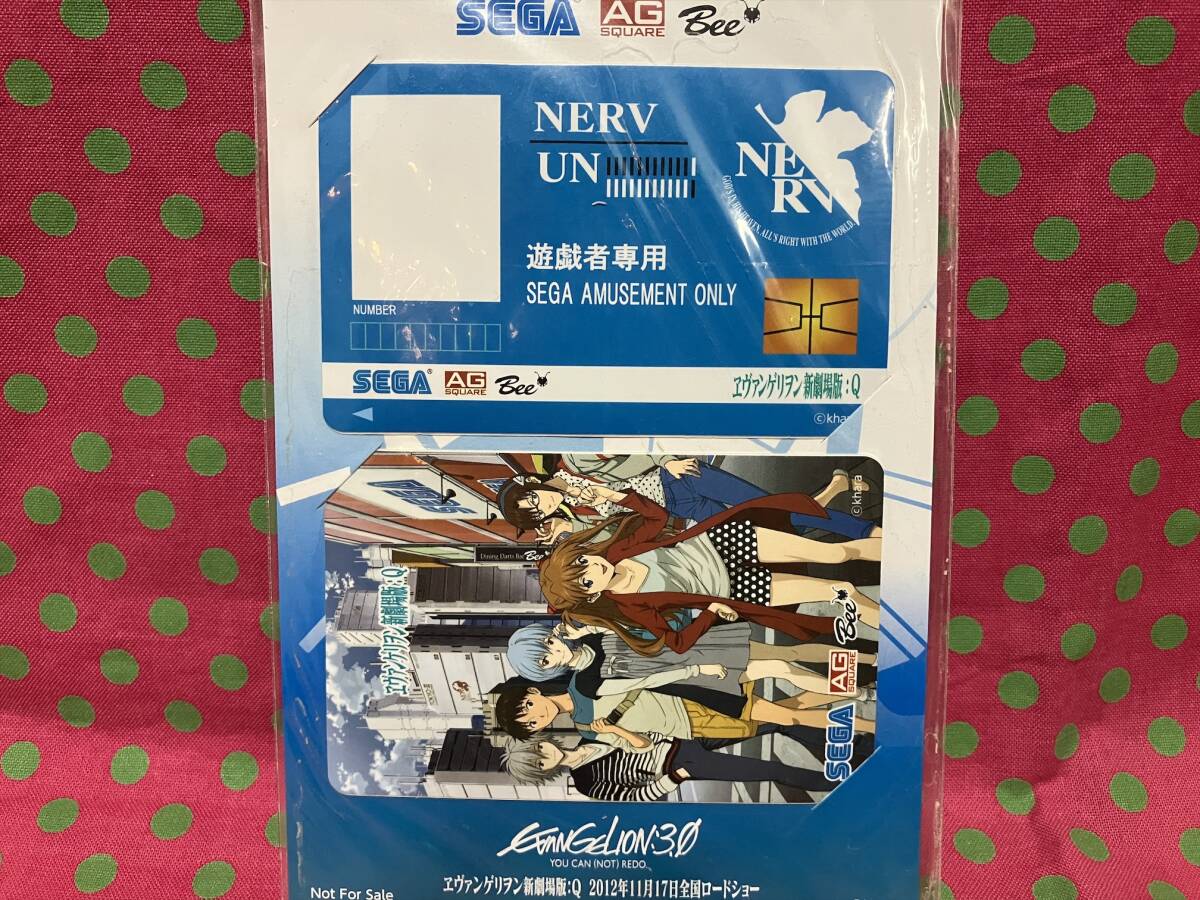 SEGA AG SQUARE Bee
NERV
UN
NERV
GOD'S IN HIS HEAVEN, ALL'S RIGHT WITH THE WORLD.
遊戯者専用
SEGA AMUSEMENT ONLY
NUMBER
SEGA® AG SQUARE Bee
ヱヴァンゲリヲン新劇場版:Q
©khara
SEGA
Dining Darts Bar Bee
ヱヴァンゲリヲン新劇場版:Q
©khara
SEGA AG SQUARE Bee
EVANGELION:3.0
YOU CAN (NOT) REDO.
Not For Sale
ヱヴァンゲリヲン新劇場版:Q 2012年11月17日全国ロードショー